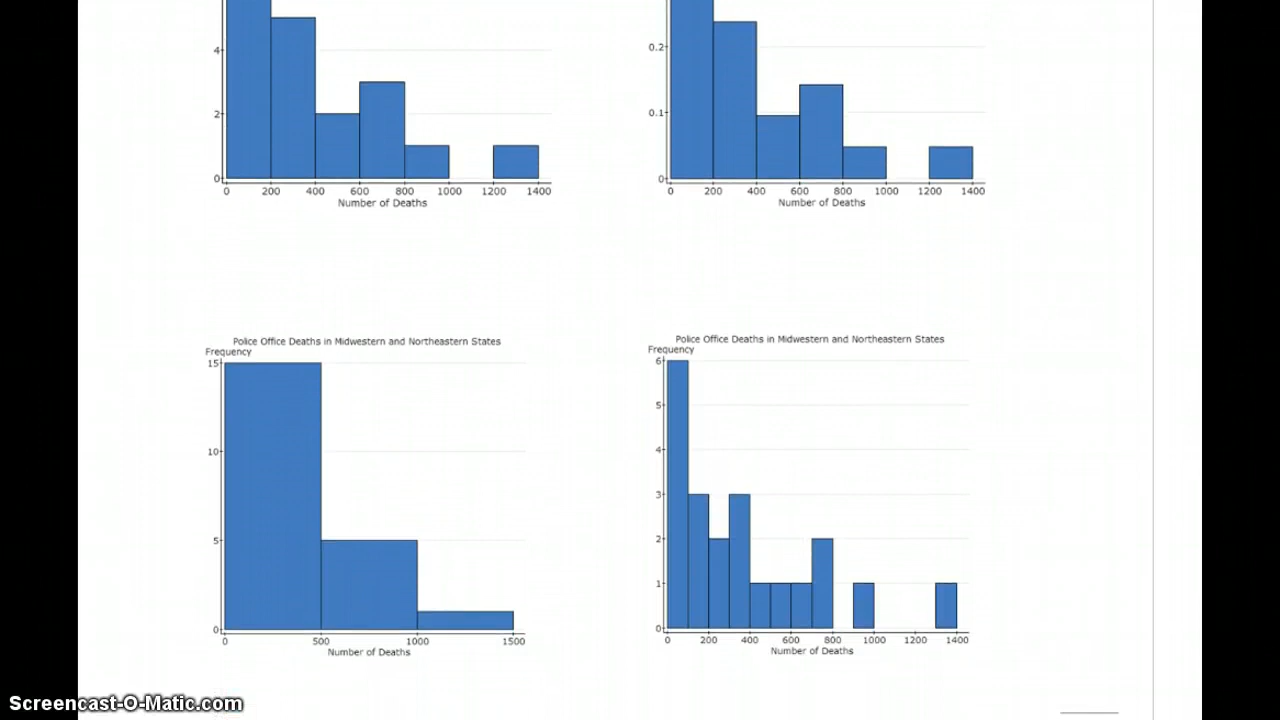 4
2
0
0 200 400 600 800 1000 1200 1400
Number of Deaths
0.2
0.1
0
0 200 400 600 800 1000 1200 1400
Number of Deaths
Police Office Deaths in Midwestern and Northeastern States
Frequency
15
10
5
0
0 500 1000 1500
Number of Deaths
Police Office Deaths in Midwestern and Northeastern States
Frequency
6
5
4
3
2
1
0
0 200 400 600 800 1000 1200 1400
Number of Deaths
Screencast-O-Matic.com